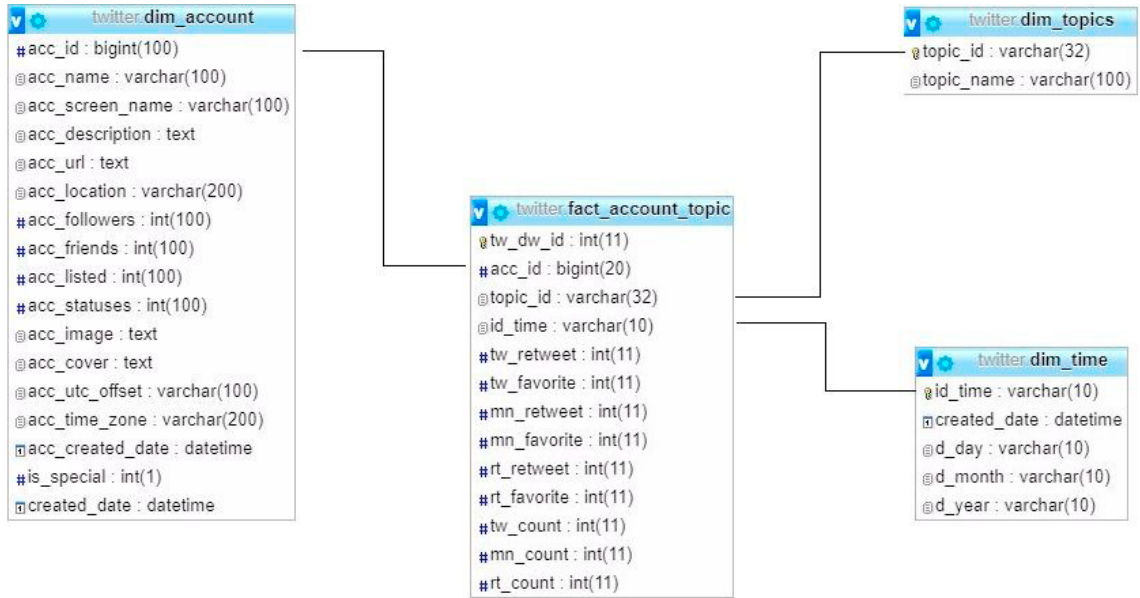 twitter.dim_account
acc_id : bigint(100)
acc_name : varchar(100)
acc_screen_name : varchar(100)
acc_description : text
acc_url : text
acc_location : varchar(200)
acc_followers : int(100)
acc_friends : int(100)
acc_listed : int(100)
acc_statuses : int(100)
acc_image : text
acc_cover : text
acc_utc_offset : varchar(100)
acc_time_zone : varchar(200)
acc_created_date : datetime
is_special : int(1)
created_date : datetime
twitter.fact_account_topic
tw_dw_id : int(11)
acc_id : bigint(20)
topic_id : varchar(32)
id_time : varchar(10)
tw_retweet : int(11)
tw_favorite : int(11)
mn_retweet : int(11)
mn_favorite : int(11)
rt_retweet : int(11)
rt_favorite : int(11)
tw_count : int(11)
mn_count : int(11)
rt_count : int(11)
twitter.dim_topics
topic_id : varchar(32)
topic_name : varchar(100)
twitter.dim_time
id_time : varchar(10)
created_date : datetime
d_day : varchar(10)
d_month : varchar(10)
d_year : varchar(10)